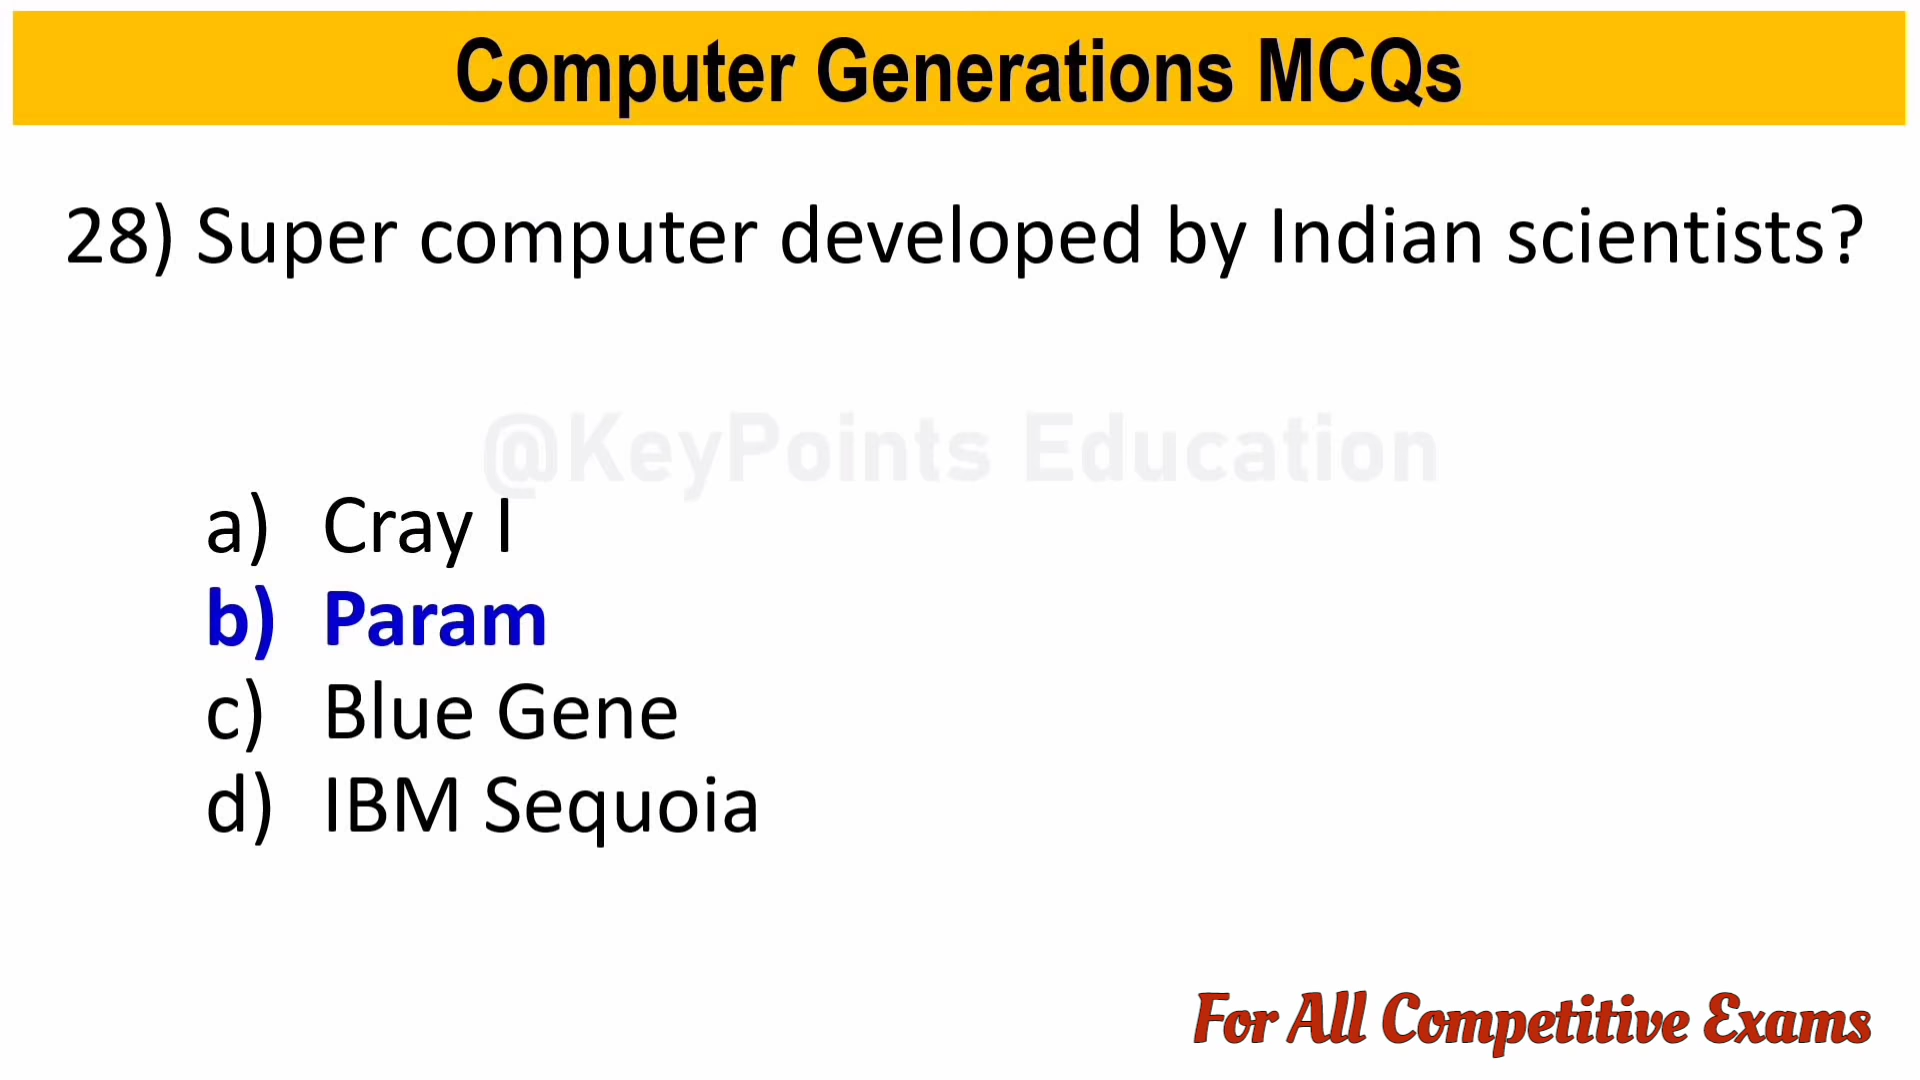 Computer Generations MCQs
28) Super computer developed by Indian scientists?
@KeyPoints Education
a) Cray I
b) Param
c) Blue Gene
d) IBM Sequoia
For All Competitive Exams